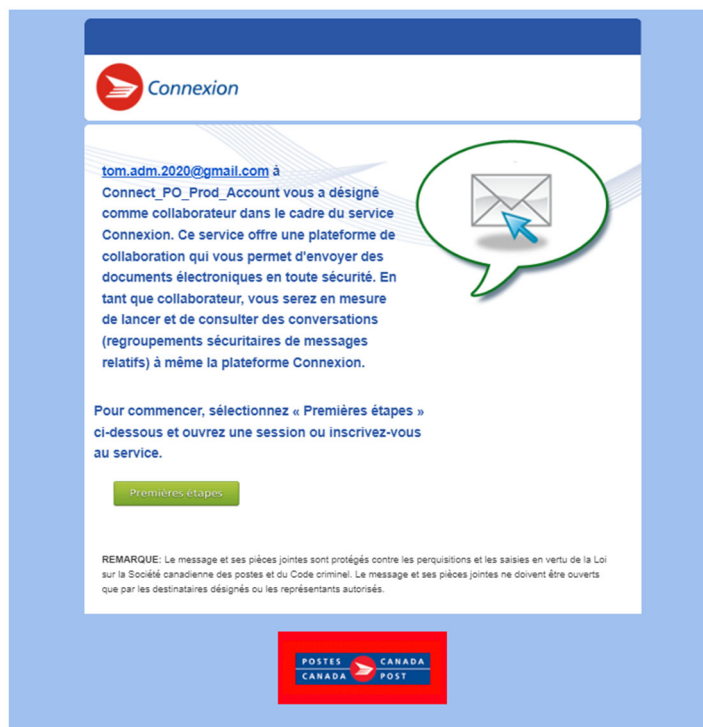 Connexion
tom.adm.2020@gmail.com à
Connect_PO_Prod_Account vous a désigné
comme collaborateur dans le cadre du service
Connexion. Ce service offre une plateforme de
collaboration qui vous permet d'envoyer des
documents électroniques en toute sécurité. En
tant que collaborateur, vous serez en mesure
de lancer et de consulter des conversations
(regroupements sécuritaires de messages
relatifs) à même la plateforme Connexion.
Pour commencer, sélectionnez « Premières étapes »
ci-dessous et ouvrez une session ou inscrivez-vous
au service.
Premières étapes
REMARQUE: Le message et ses pièces jointes sont protégés contre les perquisitions et les saisies en vertu de la Loi
sur la Société canadienne des postes et du Code criminel. Le message et ses pièces jointes ne doivent être ouverts
que par les destinataires désignés ou les représentants autorisés.
POSTES CANADA
CANADA POST